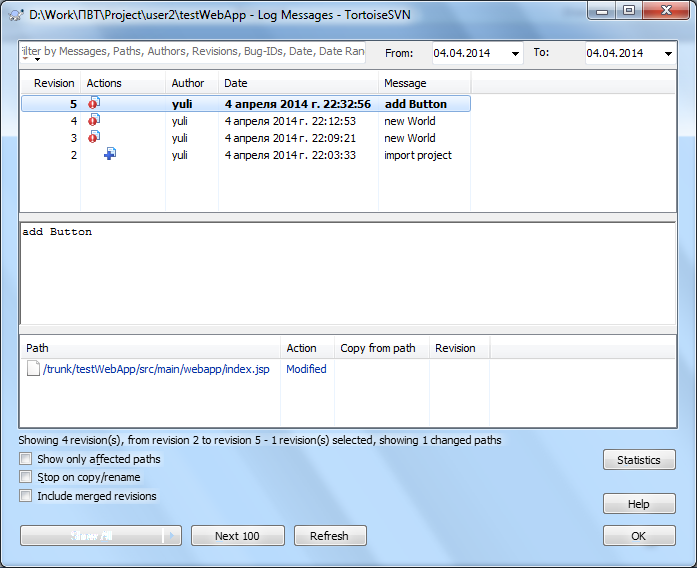 D:\Work\ПВТ\Project\user2\testWebApp - Log Messages - TortoiseSVN
ilter by Messages, Paths, Authors, Revisions, Bug-IDs, Date, Date Ran From: 04.04.2014 To: 04.04.2014
Revision Actions Author Date Message
5 yuli 4 апреля 2014 г. 22:32:56 add Button
4 yuli 4 апреля 2014 г. 22:12:53 new World
3 yuli 4 апреля 2014 г. 22:09:21 new World
2 yuli 4 апреля 2014 г. 22:03:33 import project
add Button
Path Action Copy from path Revision
/trunk/testWebApp/src/main/webapp/index.jsp Modified
Showing 4 revision(s), from revision 2 to revision 5 - 1 revision(s) selected, showing 1 changed paths
Show only affected paths
Statistics
Stop on copy/rename
Include merged revisions
Help
Show All Next 100 Refresh OK